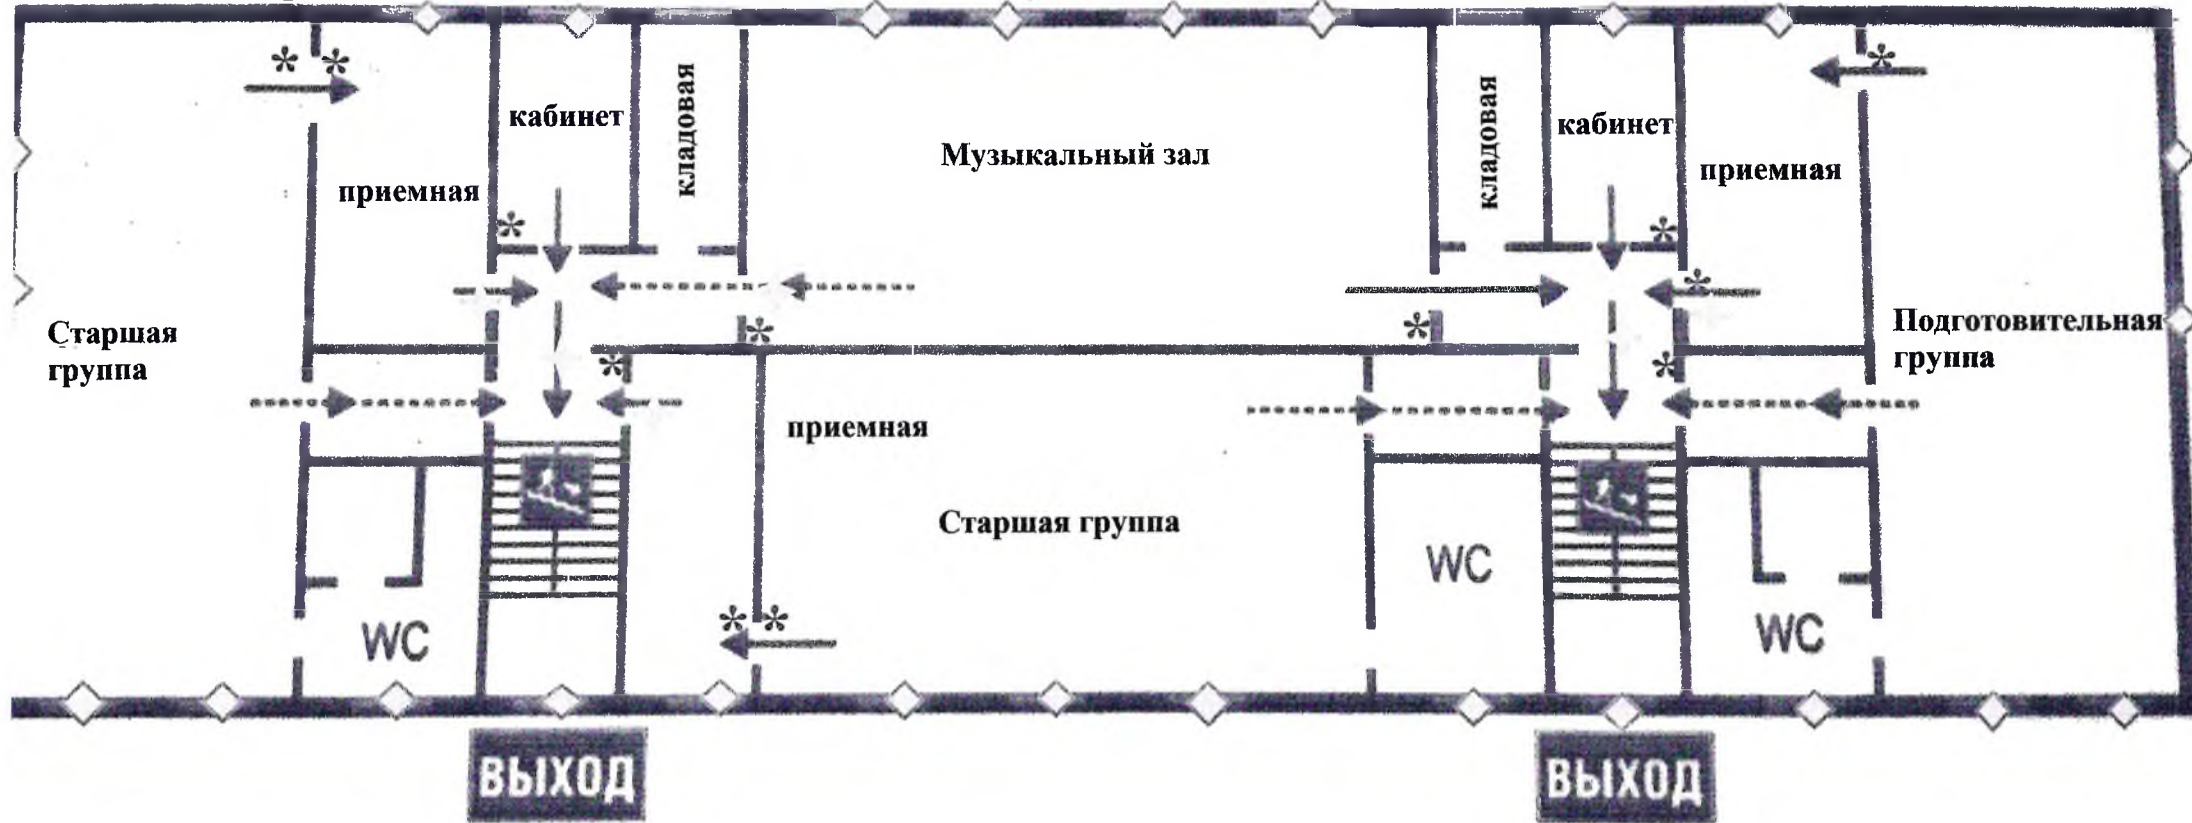 кабинет
кладовая
Музыкальный зал
кладовая
кабинет
приемная
приемная
Старшая
группа
Подготовительная
группа
приемная
Старшая группа
WC
WC
WC
ВЫХОД
ВЫХОД